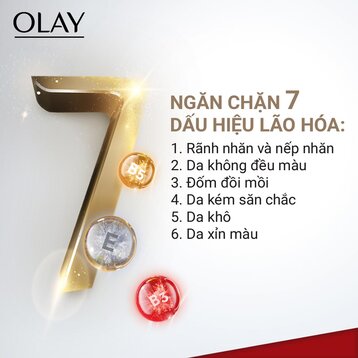 OLAY
7
NGĂN CHẶN 7
DẤU HIỆU LÃO HÓA:
1. Rãnh nhăn và nếp nhăn
2. Da không đều màu
3. Đốm đồi mồi
4. Da kém săn chắc
5. Da khô
6. Da xỉn màu
B5
E
B3